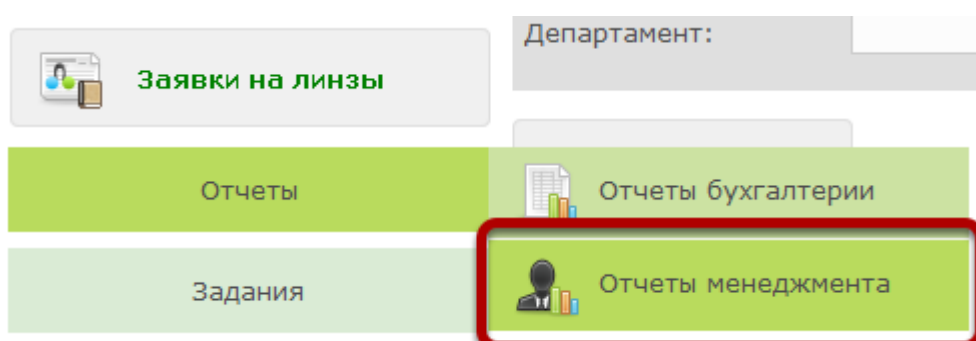 Департамент:
Заявки на линзы
Отчеты
Отчеты бухгалтерии
Задания
Отчеты менеджмента